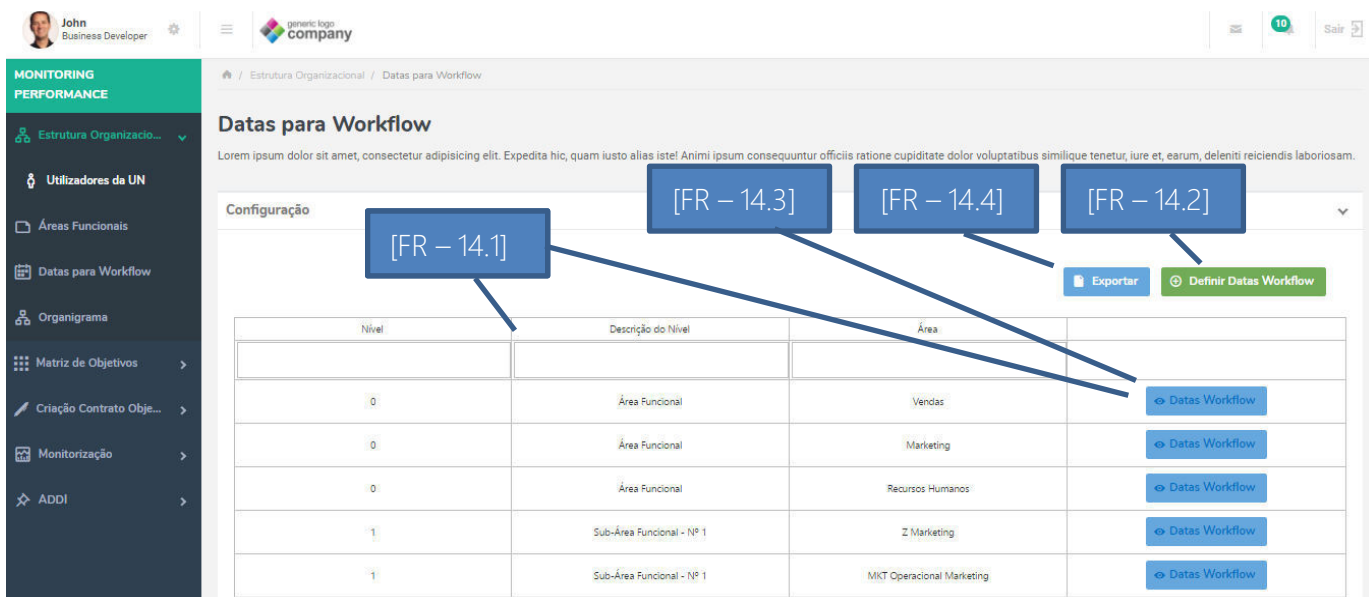 John
Business Developer
generic logo
company
10
Sair
MONITORING
PERFORMANCE
Estrutura Organizacio...
Utilizadores da UN
Áreas Funcionais
Datas para Workflow
Organigrama
Matriz de Objetivos
Criação Contrato Obje...
Monitorização
ADDI
/ Estrutura Organizacional / Datas para Workflow
Datas para Workflow
Lorem ipsum dolor sit amet, consectetur adipisicing elit. Expedita hic, quam iusto alias iste! Animi ipsum consequuntur officiis ratione cupiditate dolor voluptatibus similique tenetur, iure et, earum, deleniti reiciendis laboriosam.
Configuração
[FR – 14.1]
[FR – 14.3]
[FR – 14.4]
[FR – 14.2]
Exportar
Definir Datas Workflow
Nível Descrição do Nível Área
0 Área Funcional Vendas Datas Workflow
0 Área Funcional Marketing Datas Workflow
0 Área Funcional Recursos Humanos Datas Workflow
1 Sub-Área Funcional - Nº 1 Z Marketing Datas Workflow
1 Sub-Área Funcional - Nº 1 MKT Operacional Marketing Datas Workflow